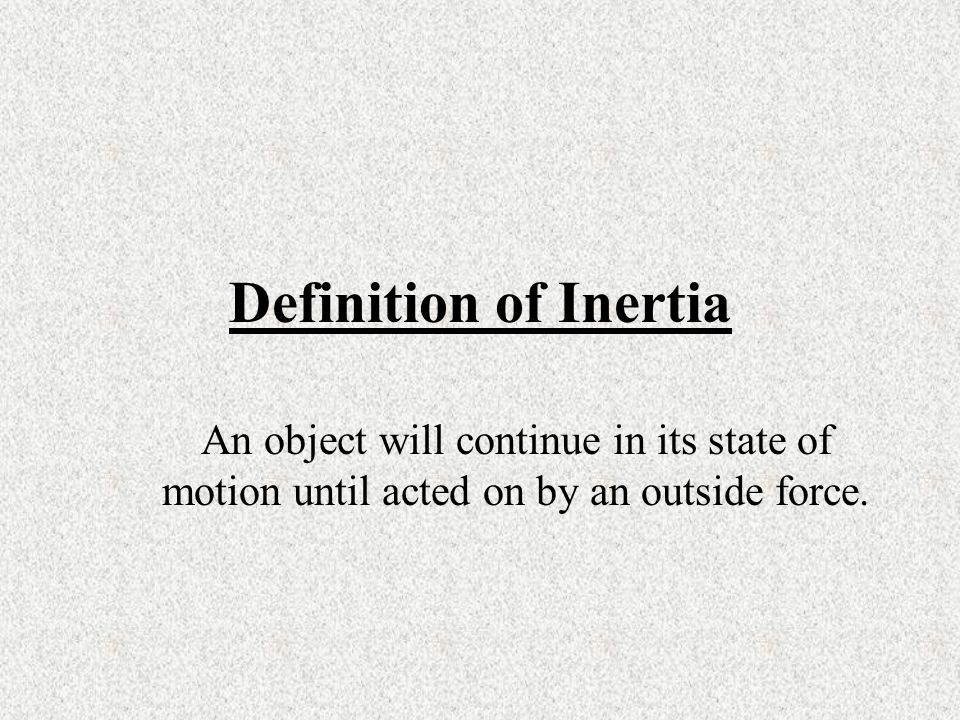 Definition of Inertia
An object will continue in its state of
motion until acted on by an outside force.